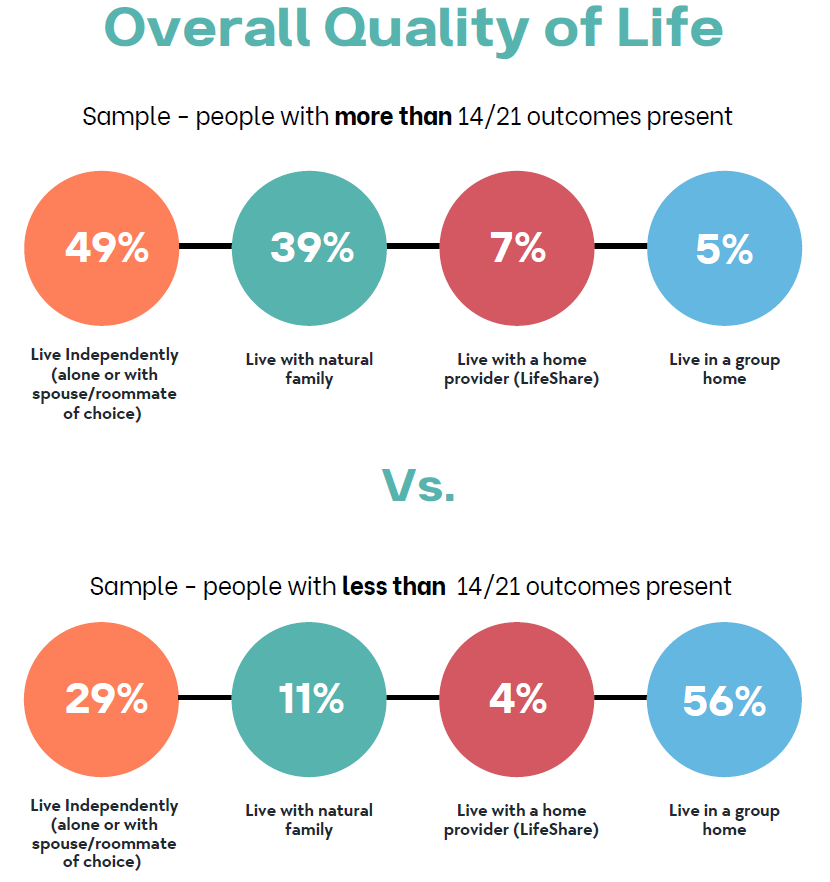 Overall Quality of Life
Sample - people with more than 14/21 outcomes present
49%
39%
7%
5%
Live Independently
(alone or with
spouse/roommate
of choice)
Live with natural
family
Live with a home
provider (LifeShare)
Live in a group
home
Vs.
Sample - people with less than 14/21 outcomes present
29%
11%
4%
56%
Live Independently
(alone or with
spouse/roommate
of choice)
Live with natural
family
Live with a home
provider (LifeShare)
Live in a group
home